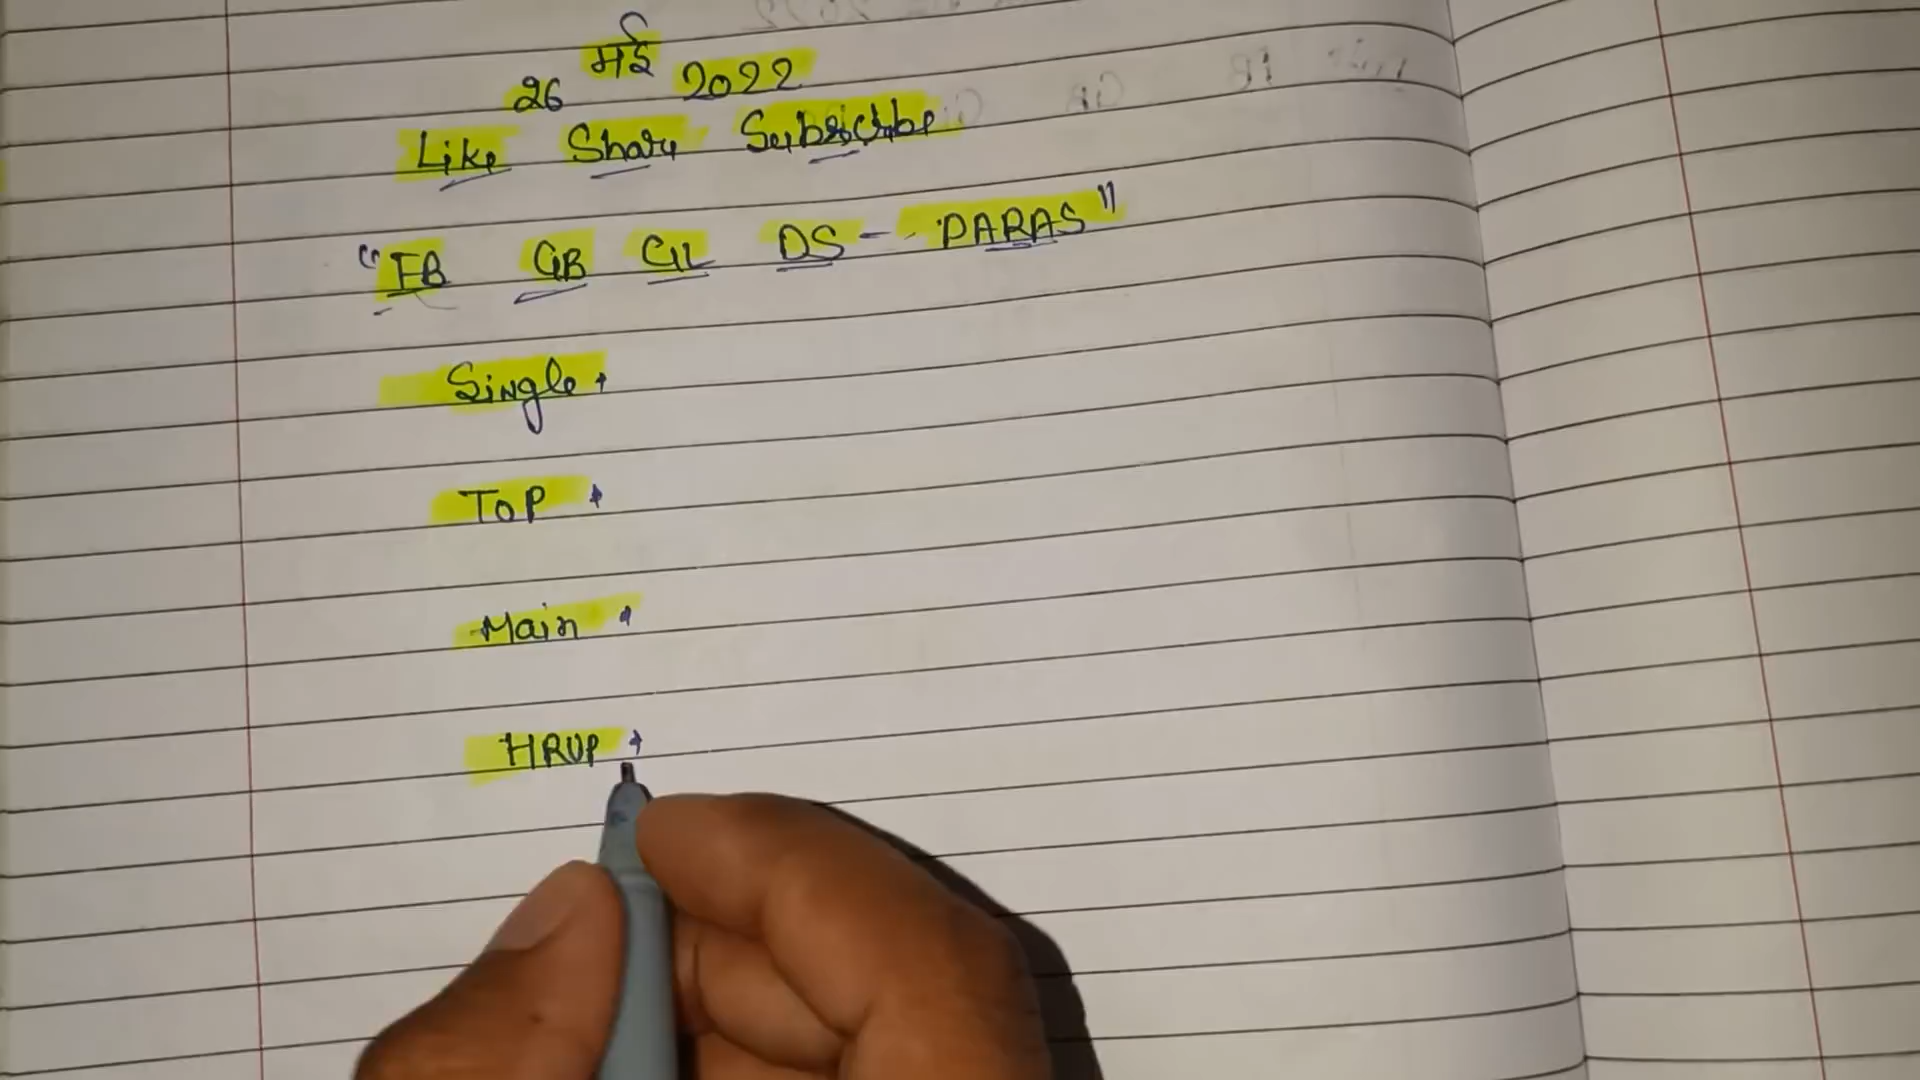 26 मई 2022
Like Share Subscribe
"FB GB GL DS - PARAS"
Single
TOP
Main
HRUP